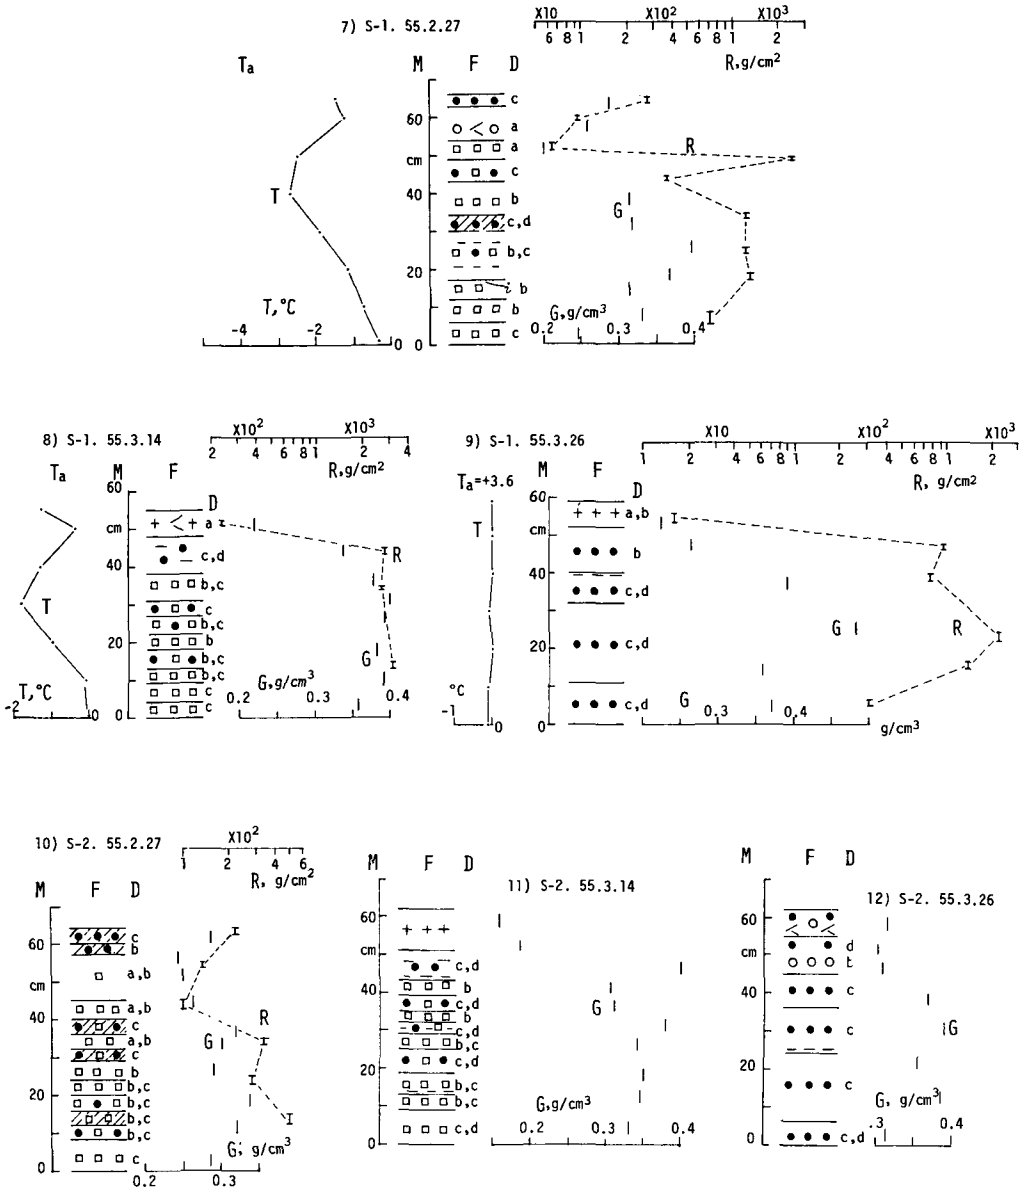 7) S-1. 55.2.27
X10 X10² X10³
6 8 1 2 4 6 8 1 2
Ta M F D R,g/cm²
c
60 a
a
R
cm c
T 40 b
G
c,d
b,c
20
i b
T,°C b G,g/cm³
-4 -2 0 0 c 0.2 0.3 0.4
8) S-1. 55.3.14
X10² X10³
2 4 6 8 1 2 4
R,g/cm²
Ta M F
D
60
cm + < + a
c,d R
40 b,c
T c
b,c
20 b
b,c G
b,c
T,°C c G,g/cm³
-2 0 0 c 0.2 0.3 0.4
9) S-1. 55.3.26
X10 X10² X10³
1 2 4 6 8 1 2 4 6 8 1 2
R, g/cm²
M F D
Ta=+3.6
60
T + + + a,b
cm
b
40
c,d
G R
20 c,d
°C
c,d G 0.3 0.4
-1 0 0 g/cm³
10) S-2. 55.2.27
X10²
1 2 4 6
R, g/cm²
M F D
60 c
b
a,b
cm
40 a,b
c R
a,b G
c
b
20 b,c
b,c
b,c
b,c
c G, g/cm³
0 0.2 0.3
11) S-2. 55.3.14
M F D
60
+ + +
cm
c,d
40 b
c,d G
b
c,d
b,c
20 c,d
b,c
b,c G,g/cm³
0 c,d 0.2 0.3 0.4
12) S-2. 55.3.26
M F D
60
cm d
40 c
c G
20
c
G, g/cm³
0 c,d .3 0.4